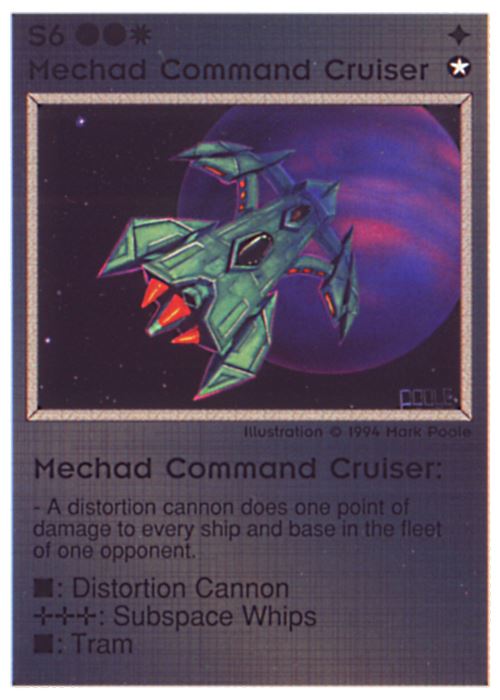 S6
Mechad Command Cruiser
POOLE
Illustration © 1994 Mark Poole
Mechad Command Cruiser:
- A distortion cannon does one point of
damage to every ship and base in the fleet
of one opponent.
■: Distortion Cannon
✢✢✢: Subspace Whips
■: Tram